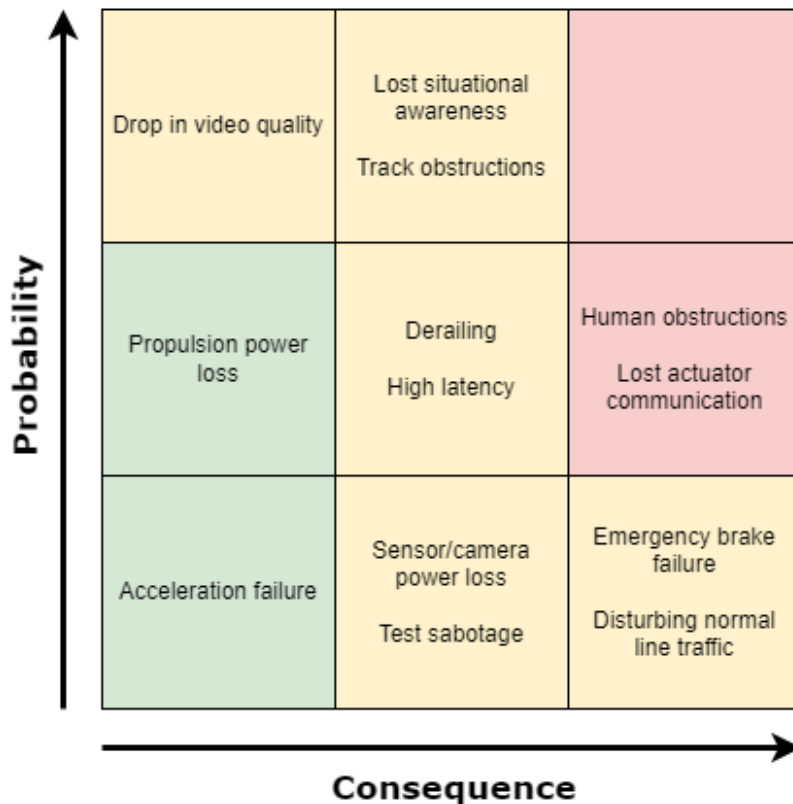 Probability
Drop in video quality
Lost situational
awareness
Track obstructions
Propulsion power
loss
Derailing
High latency
Human obstructions
Lost actuator
communication
Acceleration failure
Sensor/camera
power loss
Test sabotage
Emergency brake
failure
Disturbing normal
line traffic
Consequence